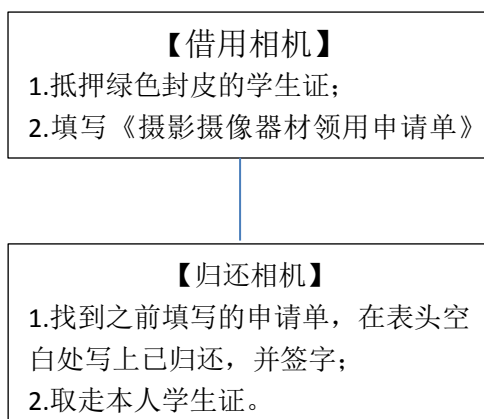 【借用相机】
1.抵押绿色封皮的学生证；
2.填写《摄影摄像器材领用申请单》
【归还相机】
1.找到之前填写的申请单，在表头空
白处写上已归还，并签字；
2.取走本人学生证。